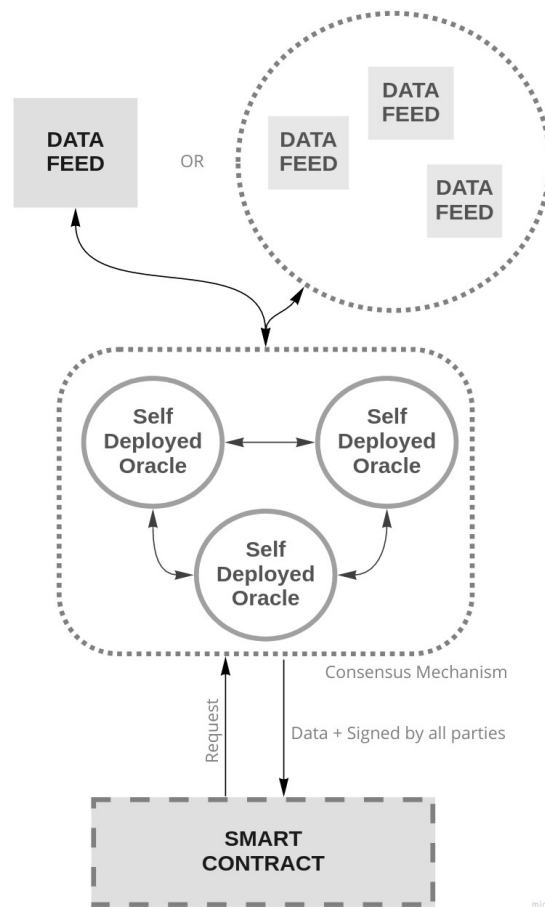 DATA
FEED
OR
DATA
FEED
DATA
FEED
DATA
FEED
Self
Deployed
Oracle
Self
Deployed
Oracle
Self
Deployed
Oracle
Consensus Mechanism
Request
Data + Signed by all parties
SMART
CONTRACT